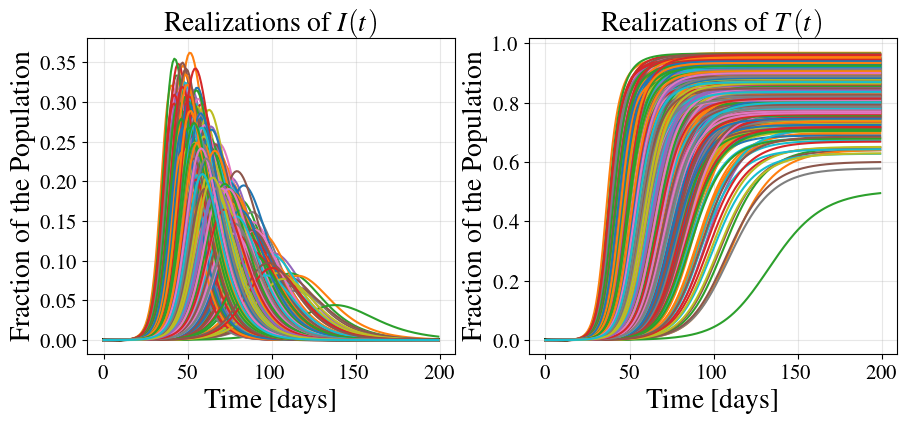 Realizations of I(t)
Fraction of the Population
0.35
0.30
0.25
0.20
0.15
0.10
0.05
0.00
0 50 100 150 200
Time [days]
Realizations of T(t)
Fraction of the Population
1.0
0.8
0.6
0.4
0.2
0.0
0 50 100 150 200
Time [days]